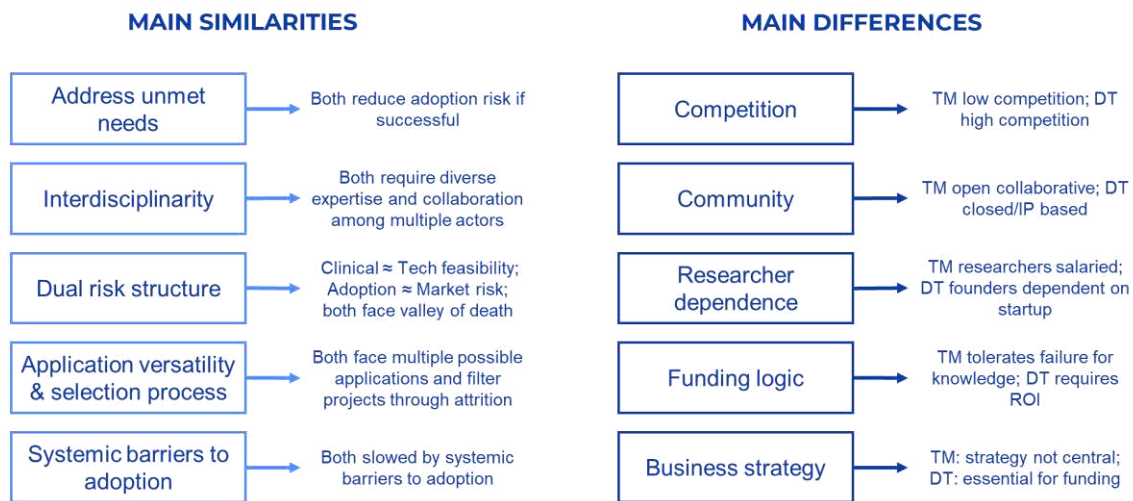 MAIN SIMILARITIES
Address unmet
needs
Both reduce adoption risk if
successful
Interdisciplinarity
Both require diverse
expertise and collaboration
among multiple actors
Dual risk structure
Clinical ≈ Tech feasibility;
Adoption ≈ Market risk;
both face valley of death
Application versatility
& selection process
Both face multiple possible
applications and filter
projects through attrition
Systemic barriers to
adoption
Both slowed by systemic
barriers to adoption
MAIN DIFFERENCES
Competition
TM low competition; DT
high competition
Community
TM open collaborative; DT
closed/IP based
Researcher
dependence
TM researchers salaried;
DT founders dependent on
startup
Funding logic
TM tolerates failure for
knowledge; DT requires
ROI
Business strategy
TM: strategy not central;
DT: essential for funding